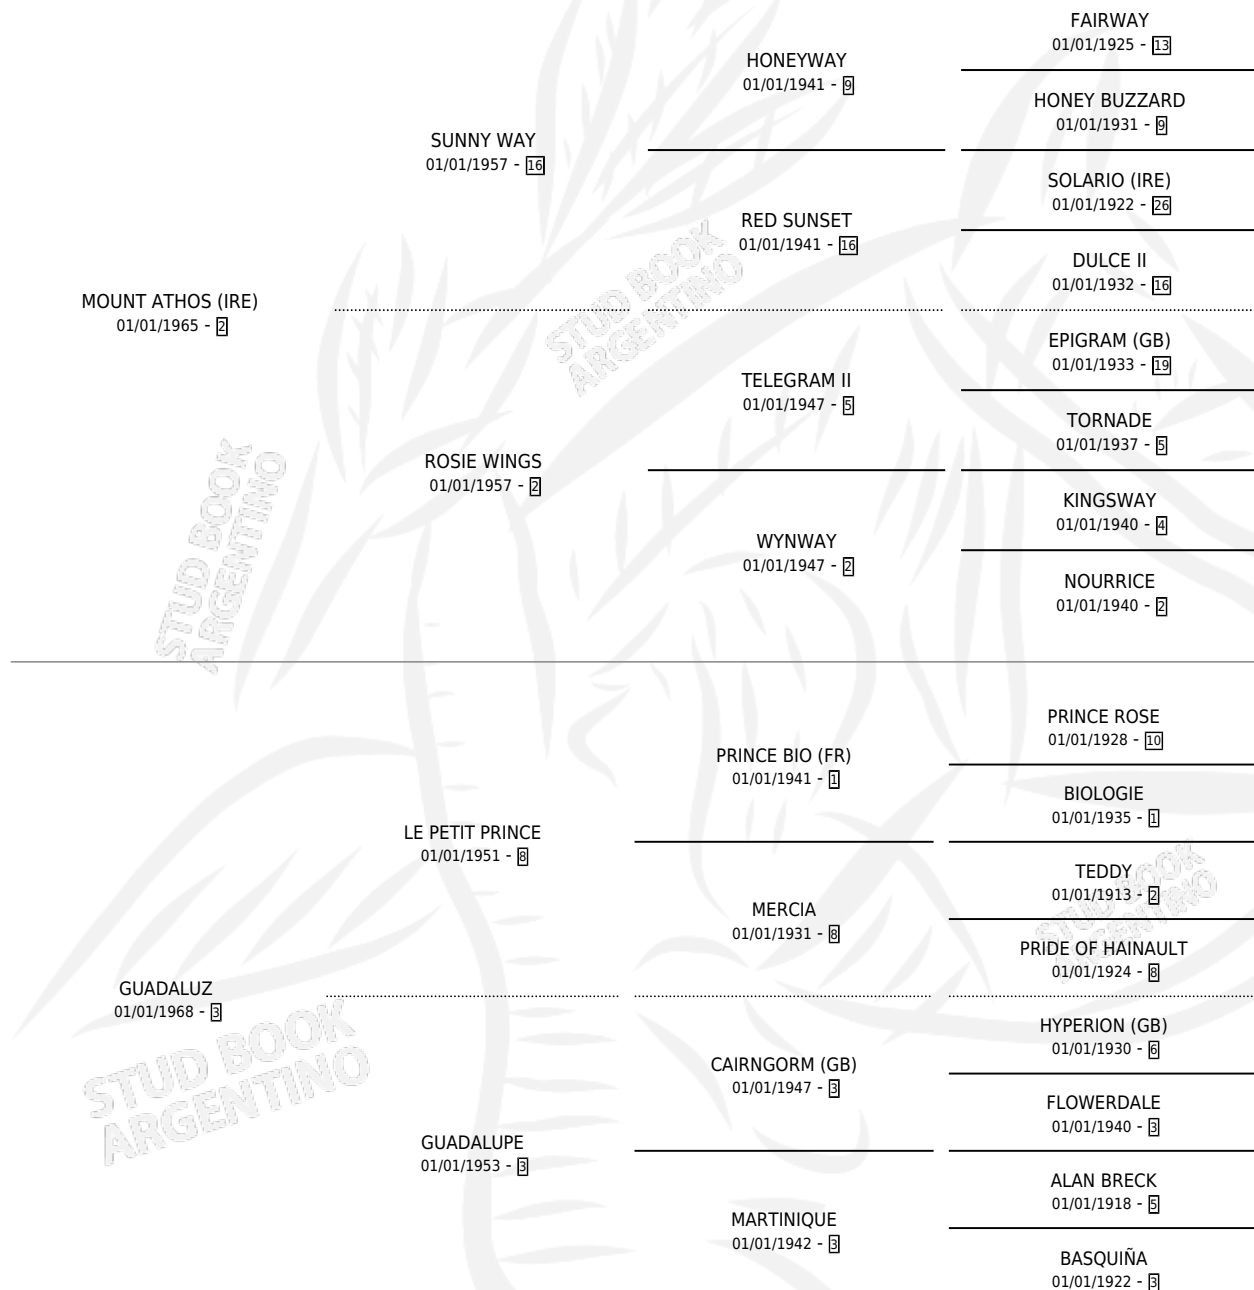 FAIRWAY
01/01/1925 - 13
HONEYWAY
01/01/1941 - 9
HONEY BUZZARD
01/01/1931 - 9
SUNNY WAY
01/01/1957 - 16
SOLARIO (IRE)
01/01/1922 - 26
RED SUNSET
01/01/1941 - 16
DULCE II
01/01/1932 - 16
MOUNT ATHOS (IRE)
01/01/1965 - 2
EPIGRAM (GB)
01/01/1933 - 19
TELEGRAM II
01/01/1947 - 5
TORNADE
01/01/1937 - 5
ROSIE WINGS
01/01/1957 - 2
KINGSWAY
01/01/1940 - 4
WYNWAY
01/01/1947 - 2
NOURRICE
01/01/1940 - 2
PRINCE ROSE
01/01/1928 - 10
PRINCE BIO (FR)
01/01/1941 - 1
BIOLOGIE
01/01/1935 - 1
LE PETIT PRINCE
01/01/1951 - 8
TEDDY
01/01/1913 - 2
MERCIA
01/01/1931 - 8
PRIDE OF HAINAULT
01/01/1924 - 8
GUADALUZ
01/01/1968 - 3
HYPERION (GB)
01/01/1930 - 6
CAIRNGORM (GB)
01/01/1947 - 3
FLOWERDALE
01/01/1940 - 3
GUADALUPE
01/01/1953 - 3
ALAN BRECK
01/01/1918 - 5
MARTINIQUE
01/01/1942 - 3
BASQUIÑA
01/01/1922 - 3
STUD BOOK
ARGENTINO
STUD BOOK
ARGENTINO
STUD BOOK
ARGENTINO
STUD BOOK
ARGENTINO